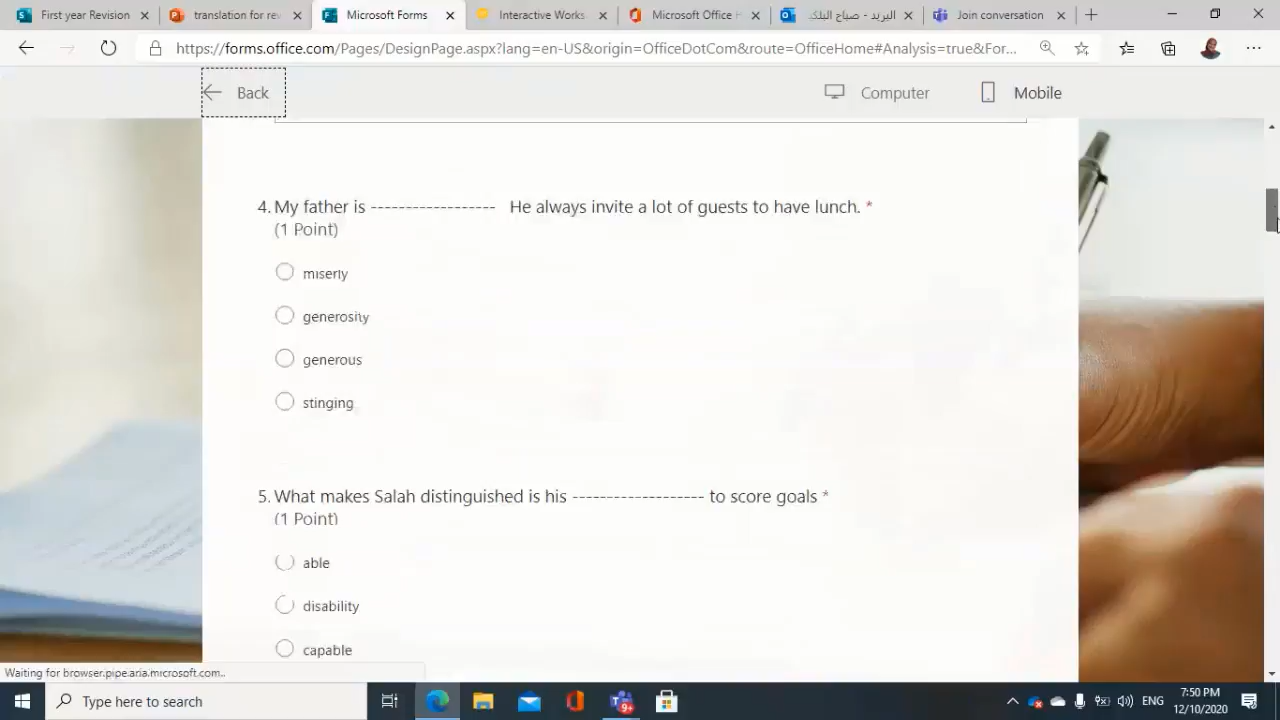 First year Revision
translation for rev
Microsoft Forms
Interactive Works
Microsoft Office H
البريد - صباح البلك
Join conversation
https://forms.office.com/Pages/DesignPage.aspx?lang=en-US&origin=OfficeDotCom&route=OfficeHome#Analysis=true&For...
Back
Computer
Mobile
4. My father is ------------------ He always invite a lot of guests to have lunch. *
(1 Point)
miserly
generosity
generous
stinging
5. What makes Salah distinguished is his ------------------- to score goals *
(1 Point)
able
disability
capable
Waiting for browser.pipe.aria.microsoft.com...
Type here to search
9+
ENG
7:50 PM
12/10/2020